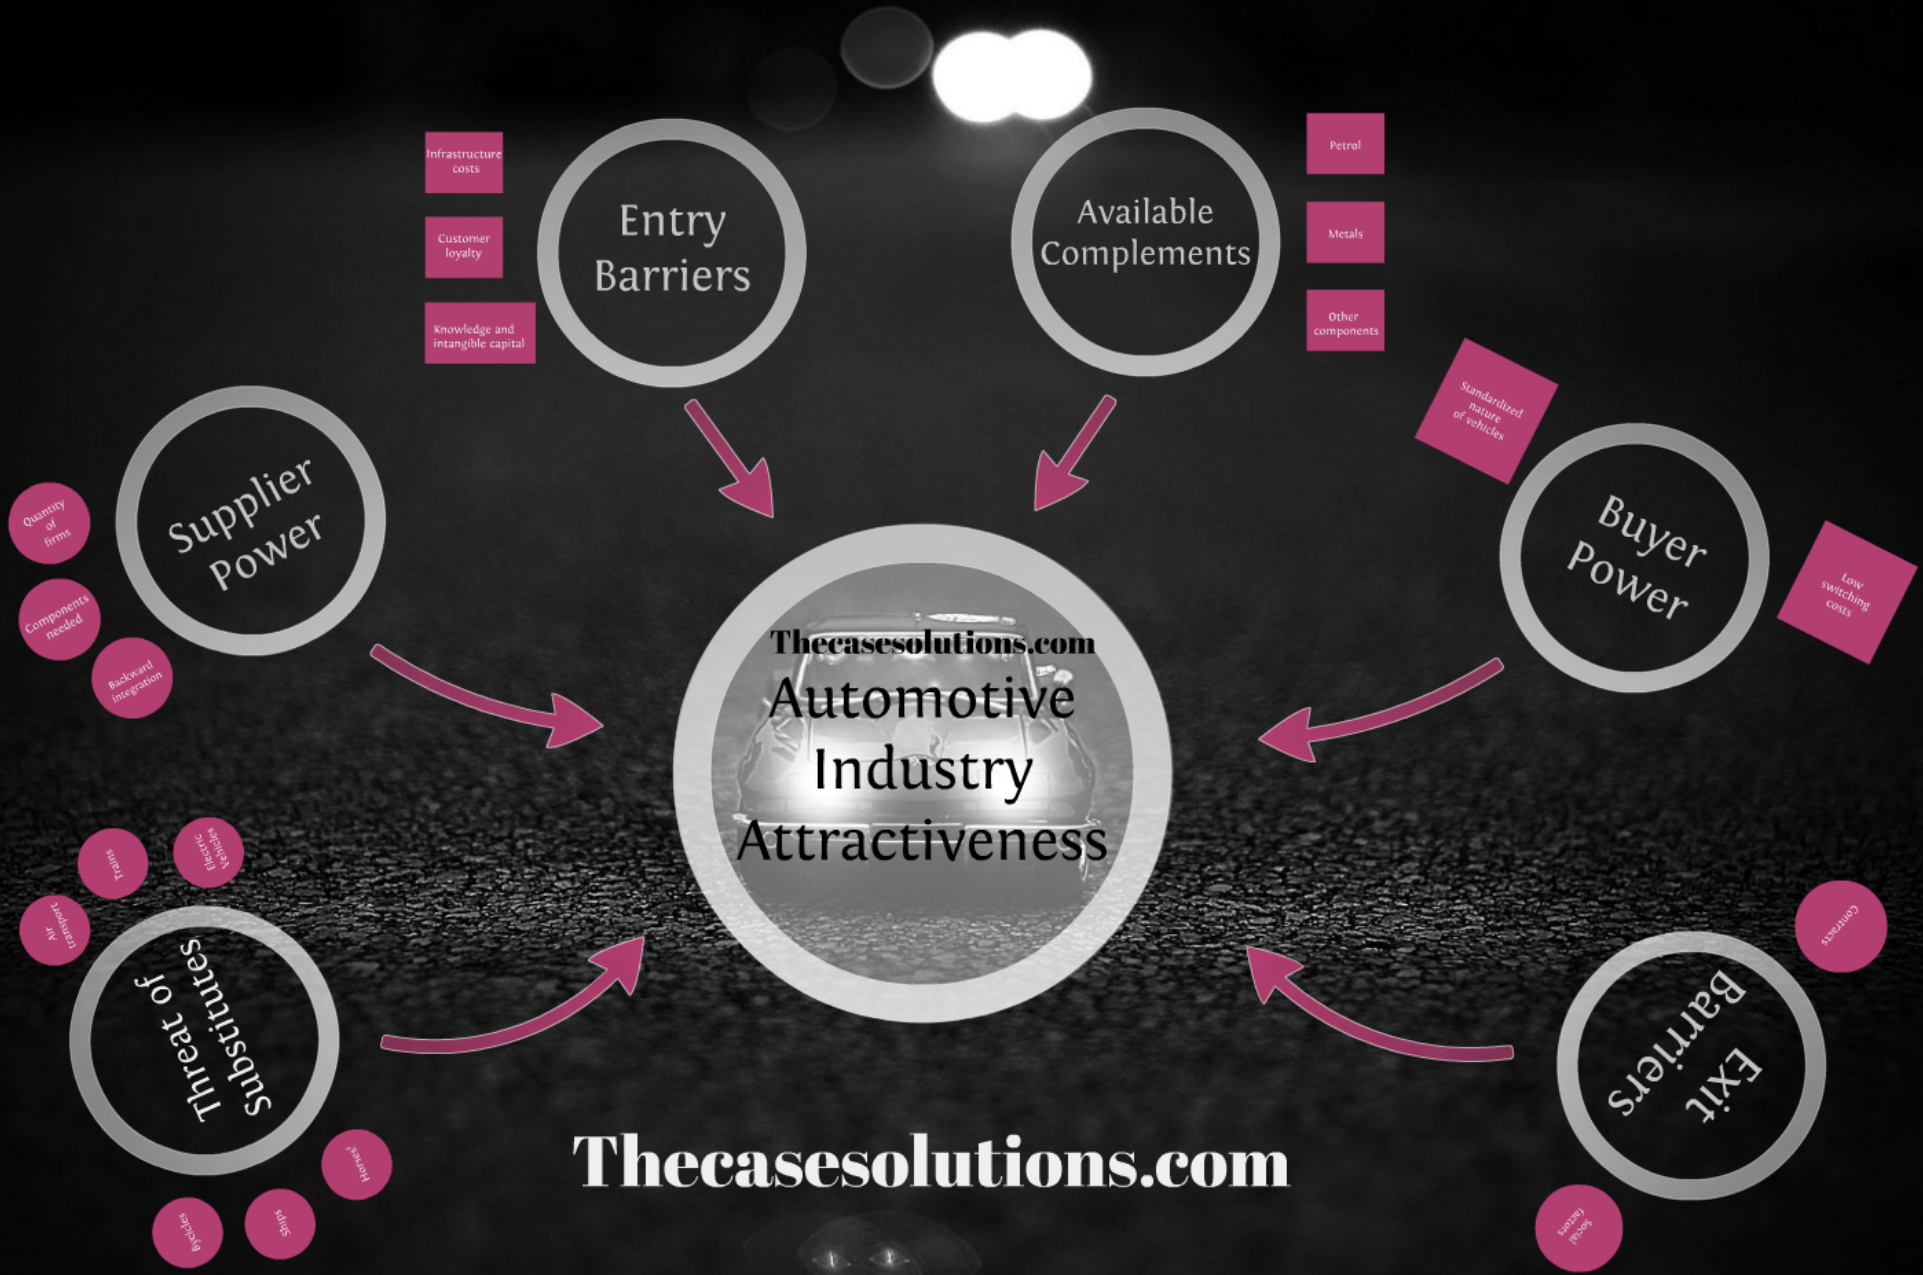 Infrastructure
costs
Customer
loyalty
Knowledge and
intangible capital
Entry
Barriers
Available
Complements
Petrol
Metals
Other
components
Standardized
nature
of vehicles
Buyer
Power
Low
switching
costs
Supplier
Power
Quantity
of
firms
Components
needed
Backward
integration
Thecasesolutions.com
Automotive
Industry
Attractiveness
Trains
Electric
Vehicles
Air
transport
Threat of
Substitutes
Horses!
Ships
Bycicles
Contracts
Exit
Barriers
Social
factors
Thecasesolutions.com